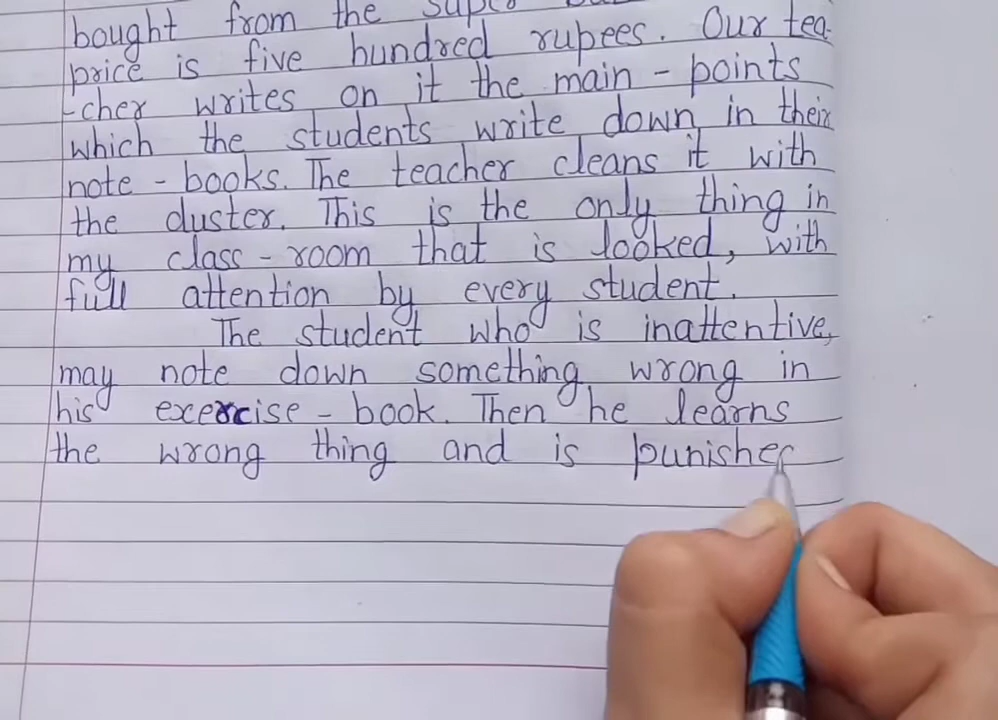 bought from the
price is five hundred rupees. Our tea-
-cher writes on it the main - points
which the students write down in their
note - books. The teacher cleans it with
the duster. This is the only thing in
my class - room that is looked, with
full attention by every student.
The student who is inattentive,
may note down something wrong in
his exercise - book. Then he learns
the wrong thing and is punishe